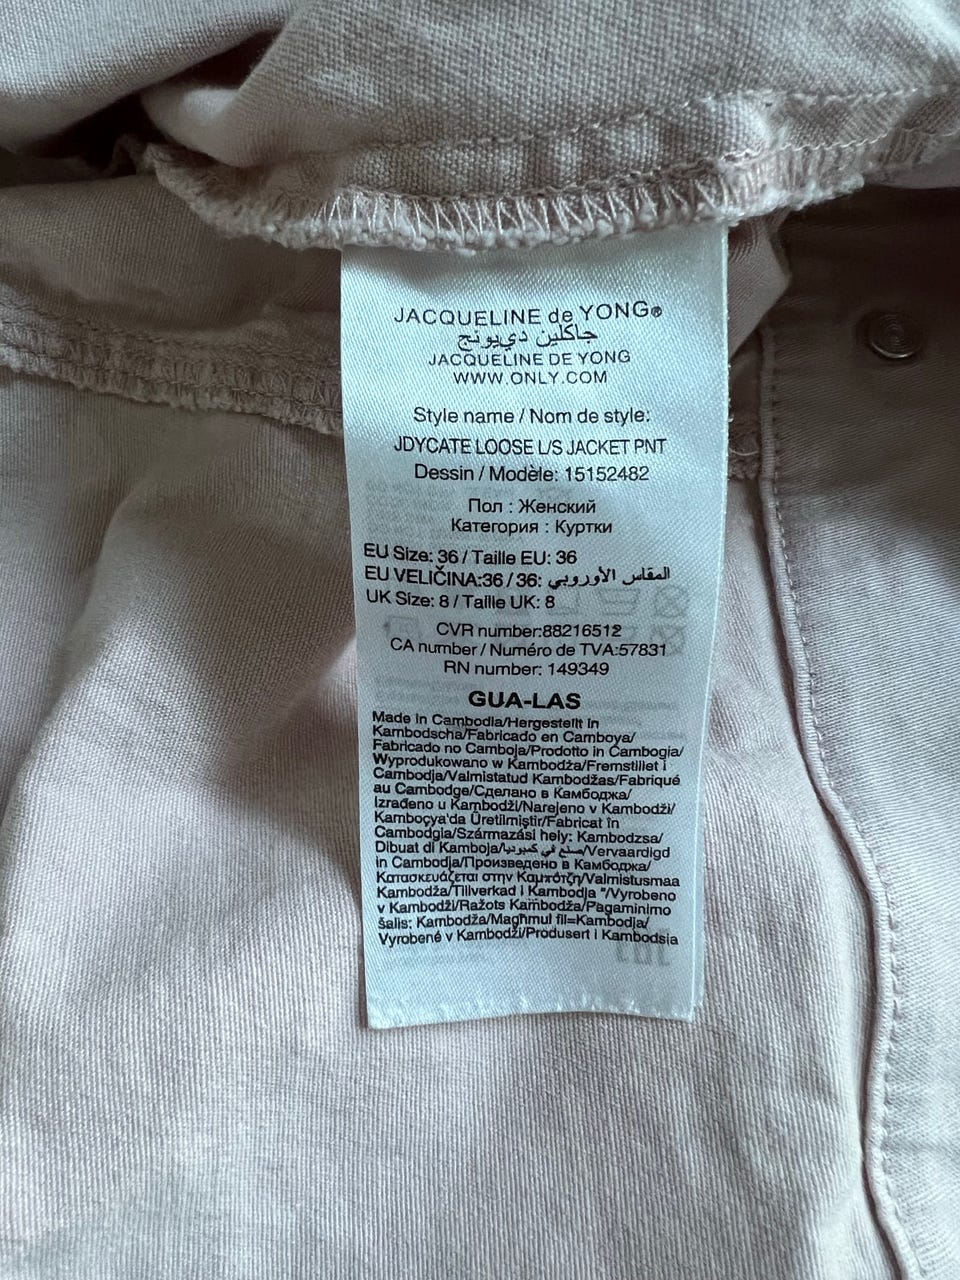 JACQUELINE de YONG®
جاكلين دي‌يونج
JACQUELINE DE YONG
WWW.ONLY.COM
Style name / Nom de style:
JDYCATE LOOSE L/S JACKET PNT
Dessin / Modèle: 15152482
Пол : Женский
Категория : Куртки
EU Size: 36 / Taille EU: 36
EU VELIČINA:36 / 36: المقاس الأوروبي
UK Size: 8 / Taille UK: 8
CVR number:88216512
CA number / Numéro de TVA:57831
RN number: 149349
GUA-LAS
Made in Cambodia/Hergestellt in
Kambodscha/Fabricado en Camboya/
Fabricado no Camboja/Prodotto in Cambogia/
Wyprodukowano w Kambodża/Fremstillet i
Cambodja/Valmistatud Kambodžas/Fabriqué
au Cambodge/Сделано в Камбоджа/
Izrađeno u Kambodži/Narejeno v Kambodži/
Kamboçya'da Üretilmiştir/Fabricat în
Cambodgia/Származási hely: Kambodzsa/
Dibuat di Kamboja/صنع في كمبوديا/Vervaardigd
in Cambodja/Произведено в Камбоджа/
Κατασκευάζεται στην Καμπότζη/Valmistusmaa
Kambodža/Tillverkad i Kambodja "/Vyrobeno
v Kambodži/Ražots Kambodža/Pagaminimo
šalis: Kambodža/Magħmul fil=Kambodja/
Vyrobené v Kambodži/Produsert i Kambodsia